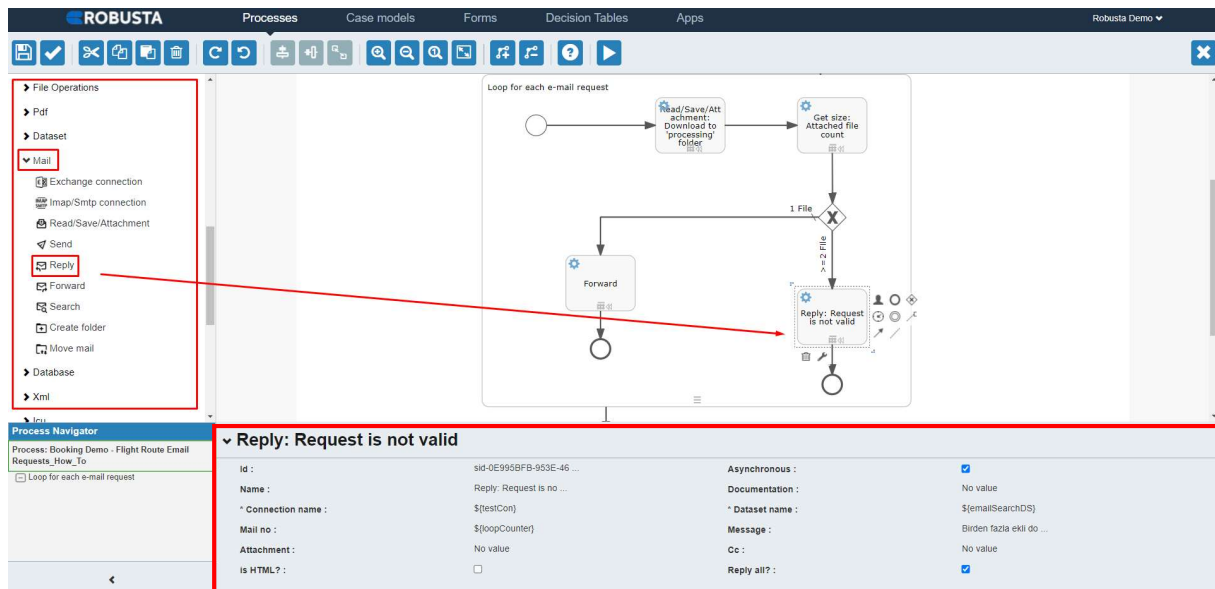 ROBUSTA
Processes
Case models
Forms
Decision Tables
Apps
Robusta Demo
File Operations
Pdf
Dataset
Mail
Exchange connection
Imap/Smtp connection
Read/Save/Attachment
Send
Reply
Forward
Search
Create folder
Move mail
Database
Xml
Process Navigator
Process: Booking Demo - Flight Route Email
Requests_How_To
Loop for each e-mail request
Loop for each e-mail request
Read/Save/Att
achment:
Download to
'processing'
folder
Get size:
Attached file
count
1 File
X
>= 2 File
Forward
Reply: Request
is not valid
Reply: Request is not valid
Id :
sid-0E995BFB-953E-46 ...
Asynchronous :
Name :
Reply: Request is no ...
Documentation :
No value
* Connection name :
${testCon}
* Dataset name :
${emailSearchDS}
Mail no :
${loopCounter}
Message :
Birden fazla ekli do ...
Attachment :
No value
Cc :
No value
is HTML? :
Reply all? :